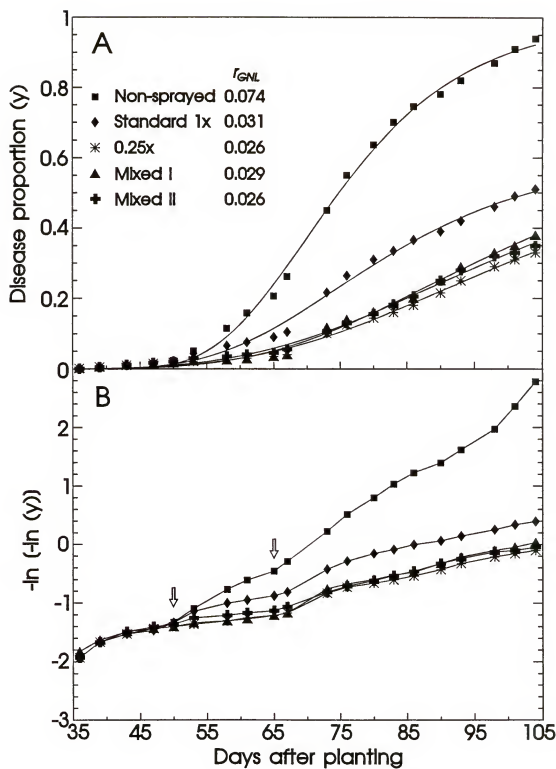 A
r_GNL
Non-sprayed 0.074
Standard 1x 0.031
0.25x 0.026
Mixed I 0.029
Mixed II 0.026
Disease proportion (y)
1
0.8
0.6
0.4
0.2
0
B
-ln (-ln (y))
2
1
0
-1
-2
-3
35 45 55 65 75 85 95 105
Days after planting